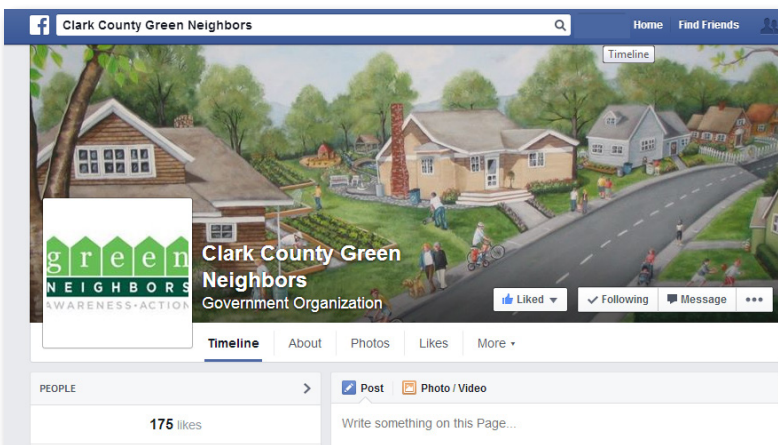 Clark County Green Neighbors
Home Find Friends
Timeline
green
NEIGHBORS
AWARENESS•ACTION
Clark County Green
Neighbors
Government Organization
Liked
Following
Message
Timeline About Photos Likes More
PEOPLE
175 likes
Post Photo / Video
Write something on this Page...